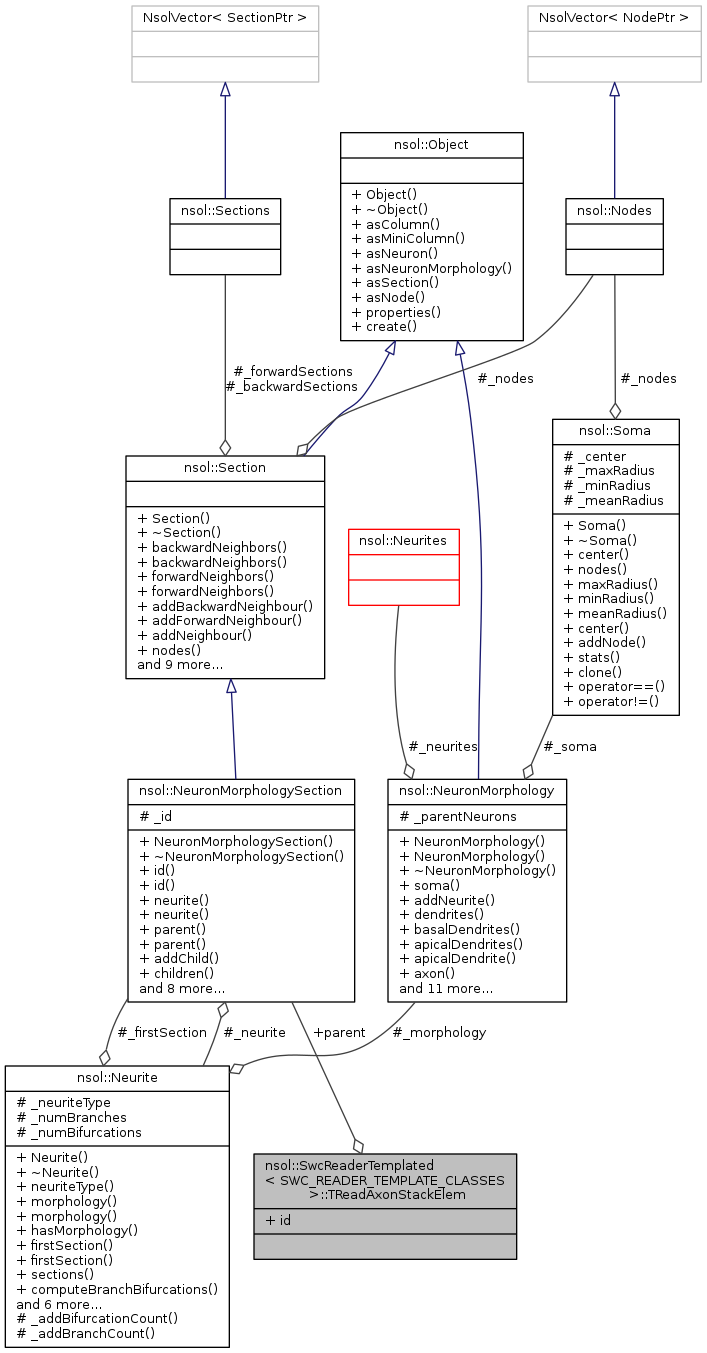 NsolVector< SectionPtr >
NsolVector< NodePtr >
nsol::Object
+ Object()
+ ~Object()
+ asColumn()
+ asMiniColumn()
+ asNeuron()
+ asNeuronMorphology()
+ asSection()
+ asNode()
+ properties()
+ create()
nsol::Sections
nsol::Nodes
#_forwardSections
#_backwardSections
#_nodes
#_nodes
nsol::Soma
# _center
# _maxRadius
# _minRadius
# _meanRadius
+ Soma()
+ ~Soma()
+ center()
+ nodes()
+ maxRadius()
+ minRadius()
+ meanRadius()
+ center()
+ addNode()
+ stats()
+ clone()
+ operator==()
+ operator!=()
nsol::Section
+ Section()
+ ~Section()
+ backwardNeighbors()
+ backwardNeighbors()
+ forwardNeighbors()
+ forwardNeighbors()
+ addBackwardNeighbour()
+ addForwardNeighbour()
+ addNeighbour()
+ nodes()
and 9 more...
nsol::Neurites
#_neurites
#_soma
nsol::NeuronMorphologySection
# _id
+ NeuronMorphologySection()
+ ~NeuronMorphologySection()
+ id()
+ id()
+ neurite()
+ neurite()
+ parent()
+ parent()
+ addChild()
+ children()
and 8 more...
nsol::NeuronMorphology
# _parentNeurons
+ NeuronMorphology()
+ NeuronMorphology()
+ ~NeuronMorphology()
+ soma()
+ addNeurite()
+ dendrites()
+ basalDendrites()
+ apicalDendrites()
+ apicalDendrite()
+ axon()
and 11 more...
#_firstSection
#_neurite
+parent
#_morphology
nsol::Neurite
# _neuriteType
# _numBranches
# _numBifurcations
+ Neurite()
+ ~Neurite()
+ neuriteType()
+ morphology()
+ morphology()
+ hasMorphology()
+ firstSection()
+ firstSection()
+ sections()
+ computeBranchBifurcations()
and 6 more...
# _addBifurcationCount()
# _addBranchCount()
nsol::SwcReaderTemplated
< SWC_READER_TEMPLATE_CLASSES
>::TReadAxonStackElem
+ id